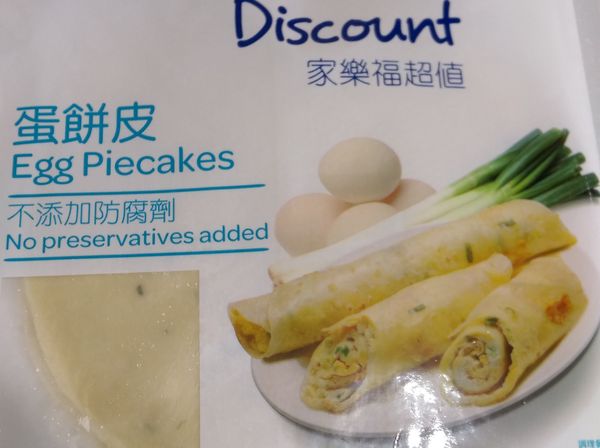 Discount
家樂福超值
蛋餅皮
Egg Piecakes
不添加防腐劑
No preservatives added